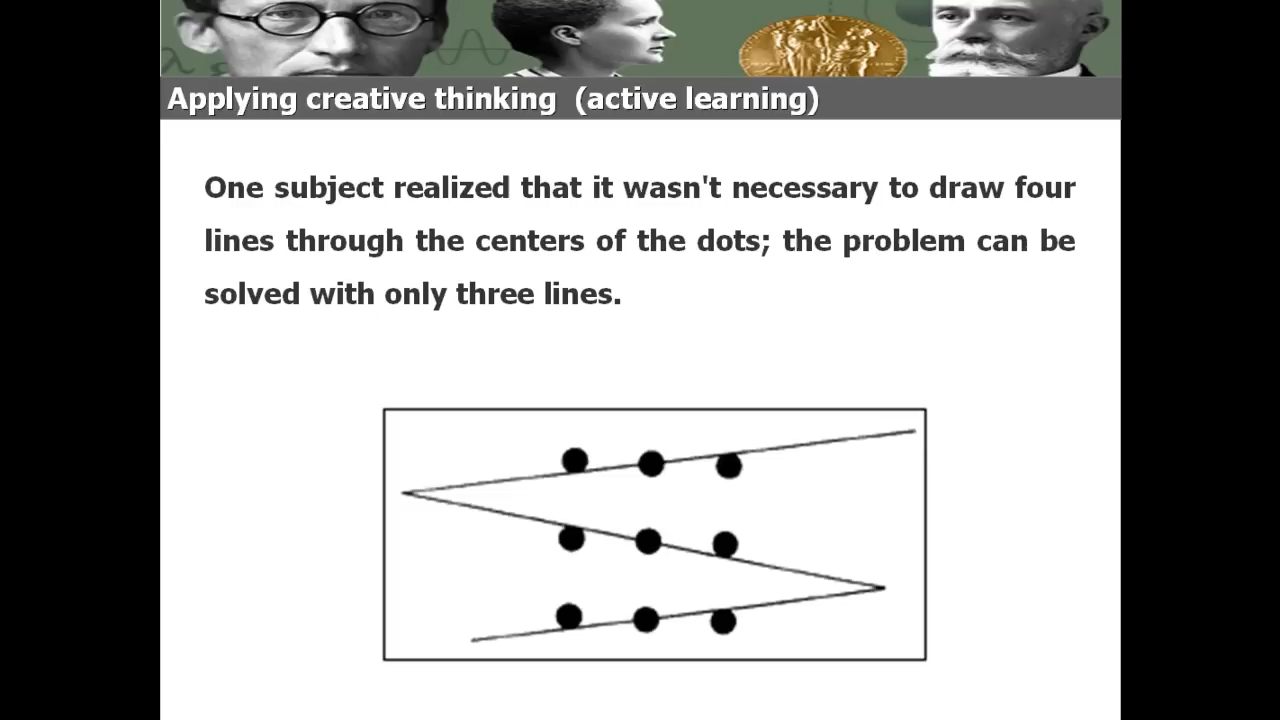 Applying creative thinking (active learning)
One subject realized that it wasn't necessary to draw four
lines through the centers of the dots; the problem can be
solved with only three lines.